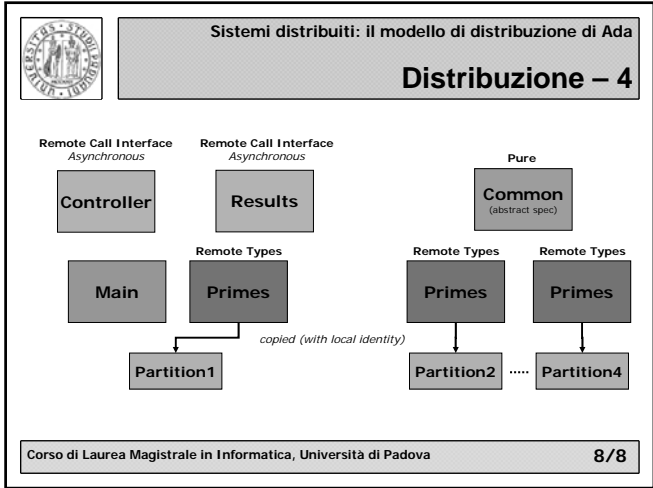 Sistemi distribuiti: il modello di distribuzione di Ada
Distribuzione – 4
Remote Call Interface
Asynchronous
Remote Call Interface
Asynchronous
Pure
Controller
Results
Common
(abstract spec)
Remote Types
Remote Types
Remote Types
Main
Primes
Primes
Primes
copied (with local identity)
Partition1
Partition2
.....
Partition4
Corso di Laurea Magistrale in Informatica, Università di Padova
8/8